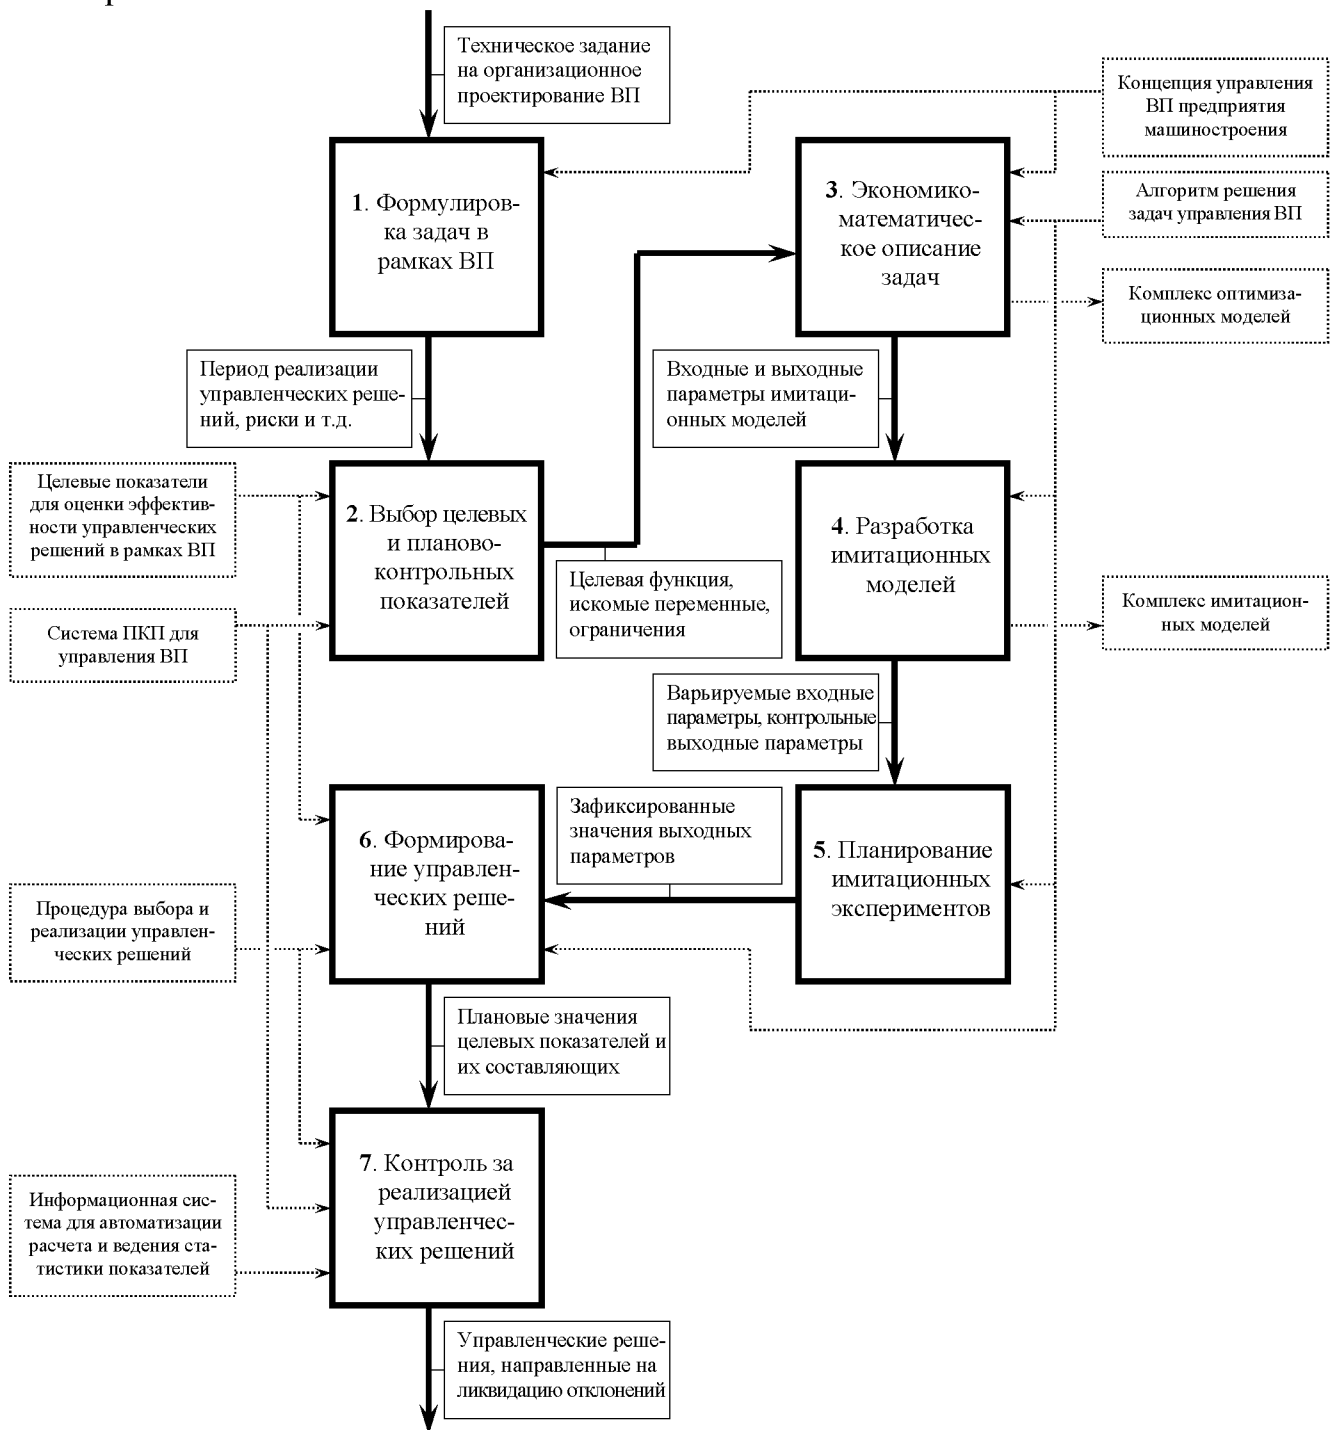 Техническое задание
на организационное
проектирование ВП
Концепция управления
ВП предприятия
машиностроения
1. Формулиров-
ка задач в
рамках ВП
3. Экономико-
математичес-
кое описание
задач
Алгоритм решения
задач управления ВП
Комплекс оптимиза-
ционных моделей
Период реализации
управленческих реше-
ний, риски и т.д.
Входные и выходные
параметры имитаци-
онных моделей
Целевые показатели
для оценки эффектив-
ности управленческих
решений в рамках ВП
2. Выбор целевых
и планово-
контрольных
показателей
4. Разработка
имитационных
моделей
Целевая функция,
искомые переменные,
ограничения
Комплекс имитацион-
ных моделей
Система ПКП для
управления ВП
Варьируемые входные
параметры, контрольные
выходные параметры
Зафиксированные
значения выходных
параметров
6. Формирова-
ние управлен-
ческих реше-
ний
5. Планирование
имитационных
экспериментов
Процедура выбора и
реализации управлен-
ческих решений
Плановые значения
целевых показателей и
их составляющих
7. Контроль за
реализацией
управленчес-
ких решений
Информационная сис-
тема для автоматизации
расчета и ведения ста-
тистики показателей
Управленческие реше-
ния, направленные на
ликвидацию отклонений